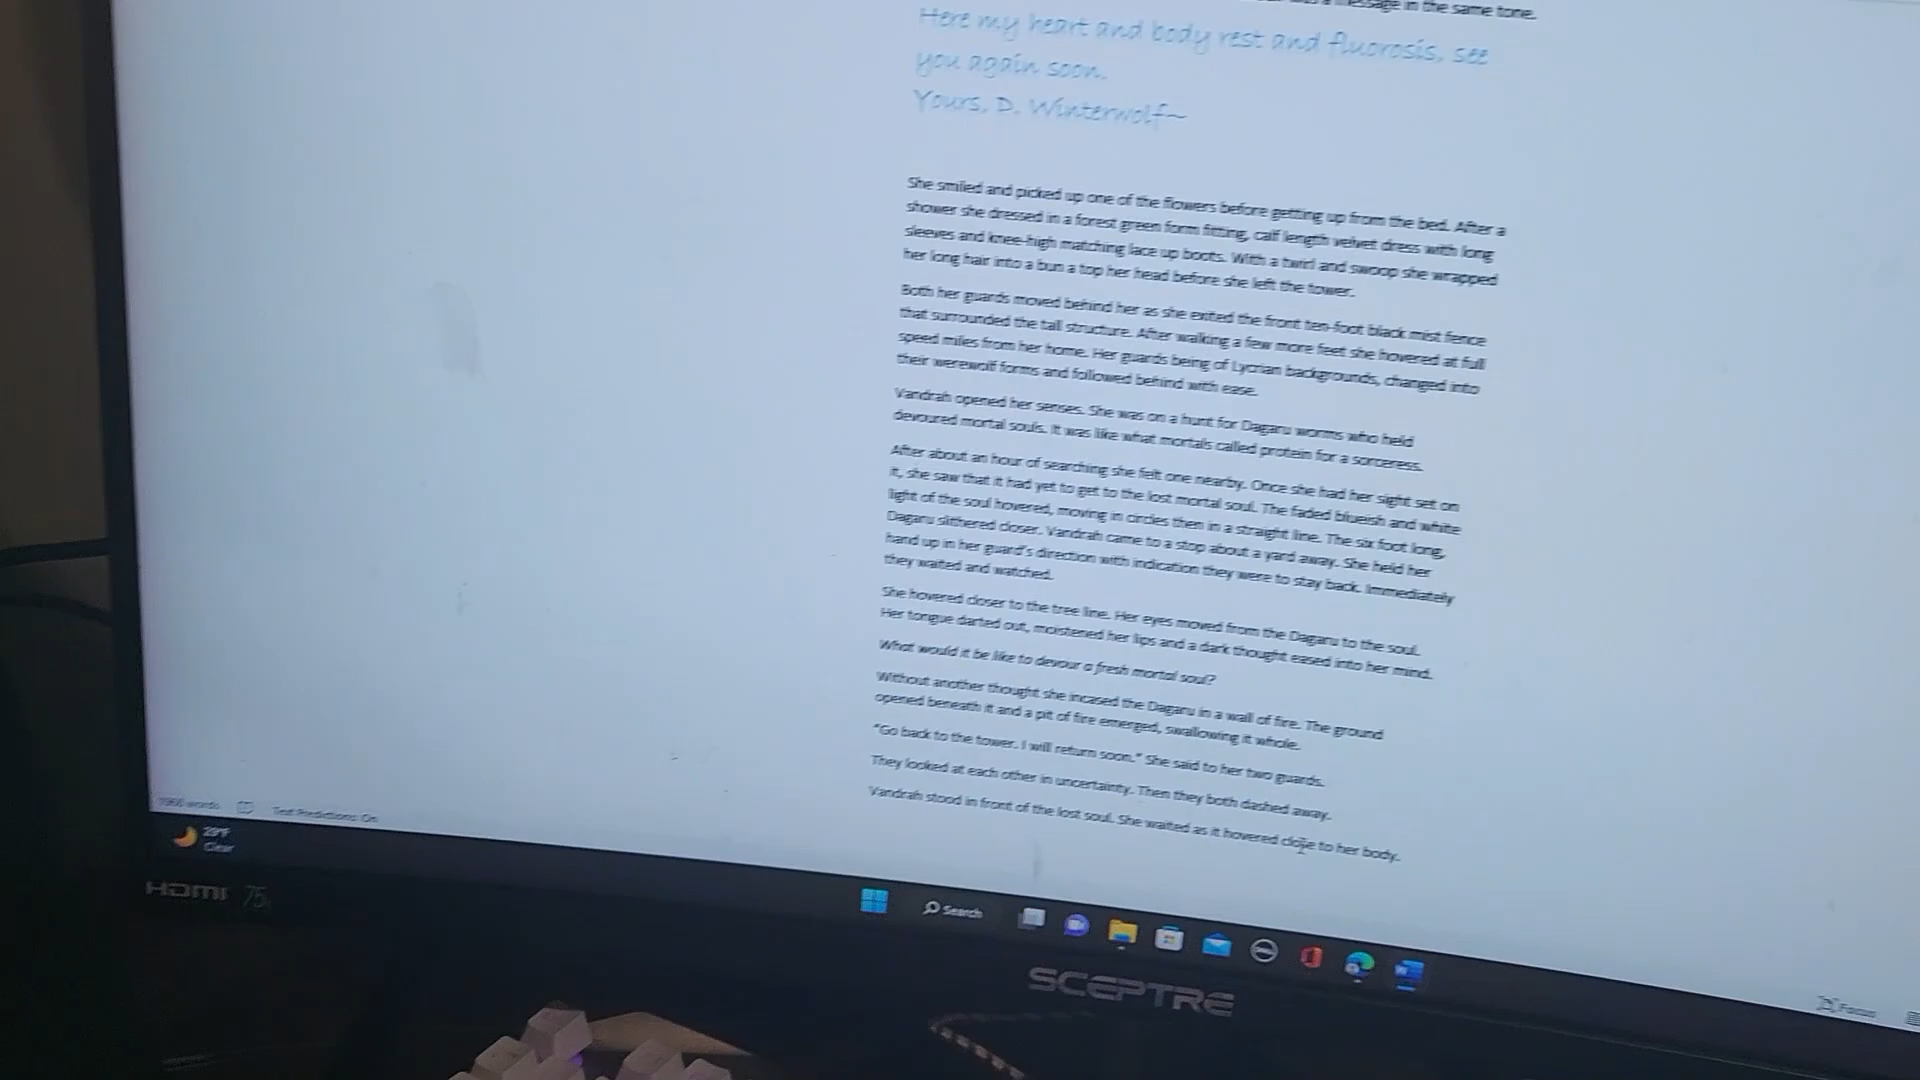 message in the same tone.
Here my heart and body rest and fluorosis, see
you again soon.
Yours, D. Winterwolf~
She smiled and picked up one of the flowers before getting up from the bed. After a
shower she dressed in a forest green form fitting, calf length velvet dress with long
sleeves and knee-high matching lace up boots. With a twirl and swoop she wrapped
her long hair into a bun a top her head before she left the tower.
Both her guards moved behind her as she exited the front ten-foot black mist fence
that surrounded the tall structure. After walking a few more feet she hovered at full
speed miles from her home. Her guards being of Lycrian backgrounds, changed into
their werewolf forms and followed behind with ease.
Vandrah opened her senses. She was on a hunt for Dagaru worms who held
devoured mortal souls. It was like what mortals called protein for a sorceress.
After about an hour of searching she felt one nearby. Once she had her sight set on
it, she saw that it had yet to get to the lost mortal soul. The faded blueish and white
light of the soul hovered, moving in circles then in a straight line. The six foot long,
Dagaru slithered closer. Vandrah came to a stop about a yard away. She held her
hand up in her guard's direction with indication they were to stay back. Immediately
they waited and watched.
She hovered closer to the tree line. Her eyes moved from the Dagaru to the soul.
Her tongue darted out, moistened her lips and a dark thought eased into her mind.
What would it be like to devour a fresh mortal soul?
Without another thought she incased the Dagaru in a wall of fire. The ground
opened beneath it and a pit of fire emerged, swallowing it whole.
"Go back to the tower. I will return soon." She said to her two guards.
They looked at each other in uncertainty. Then they both dashed away.
Vandrah stood in front of the lost soul. She waited as it hovered close to her body.
words Text Predictions: On
29°F
Clear
Search
Focus
HDMI 75
SCEPTRE